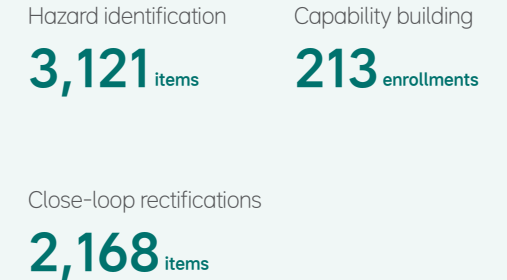 Hazard identification
3,121 items
Capability building
213 enrollments
Close-loop rectifications
2,168 items